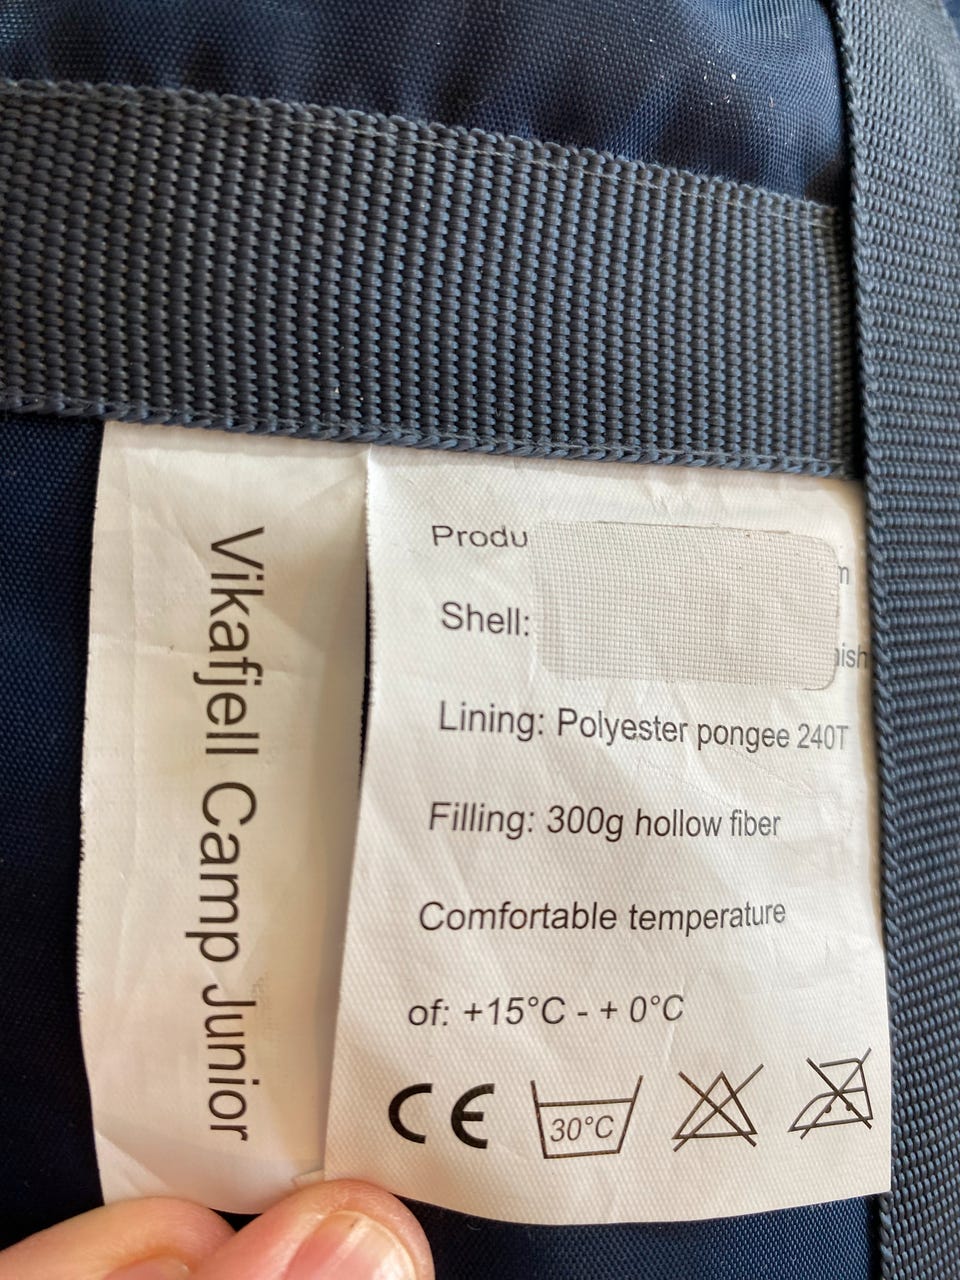 Vikafjell Camp Junior
Shell:
Lining: Polyester pongee 240T
Filling: 300g hollow fiber
Comfortable temperature
of: +15°C - + 0°C
CE
30°C